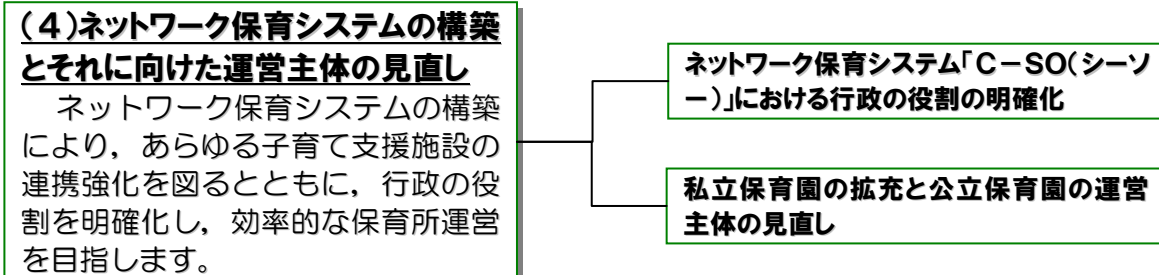 (4)ネットワーク保育システムの構築
とそれに向けた運営主体の見直し
ネットワーク保育システムの構築
により，あらゆる子育て支援施設の
連携強化を図るとともに，行政の役
割を明確化し，効率的な保育所運営
を目指します。
ネットワーク保育システム「C－SO(シーソ
ー)」における行政の役割の明確化
私立保育園の拡充と公立保育園の運営
主体の見直し